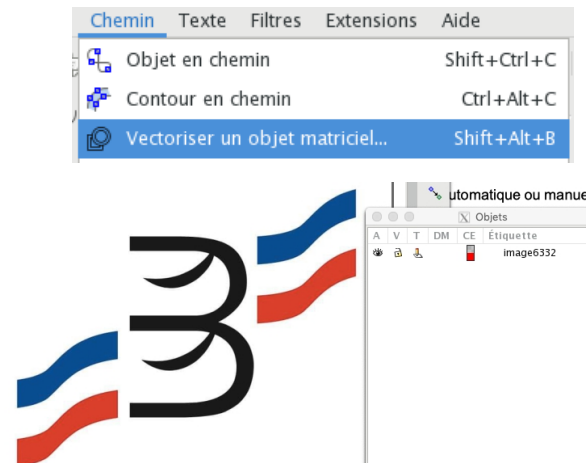 Chemin Texte Filtres Extensions Aide
Objet en chemin Shift+Ctrl+C
Contour en chemin Ctrl+Alt+C
Vectoriser un objet matriciel... Shift+Alt+B
utomatique ou manue
Objets
A V T DM CE Étiquette
image6332